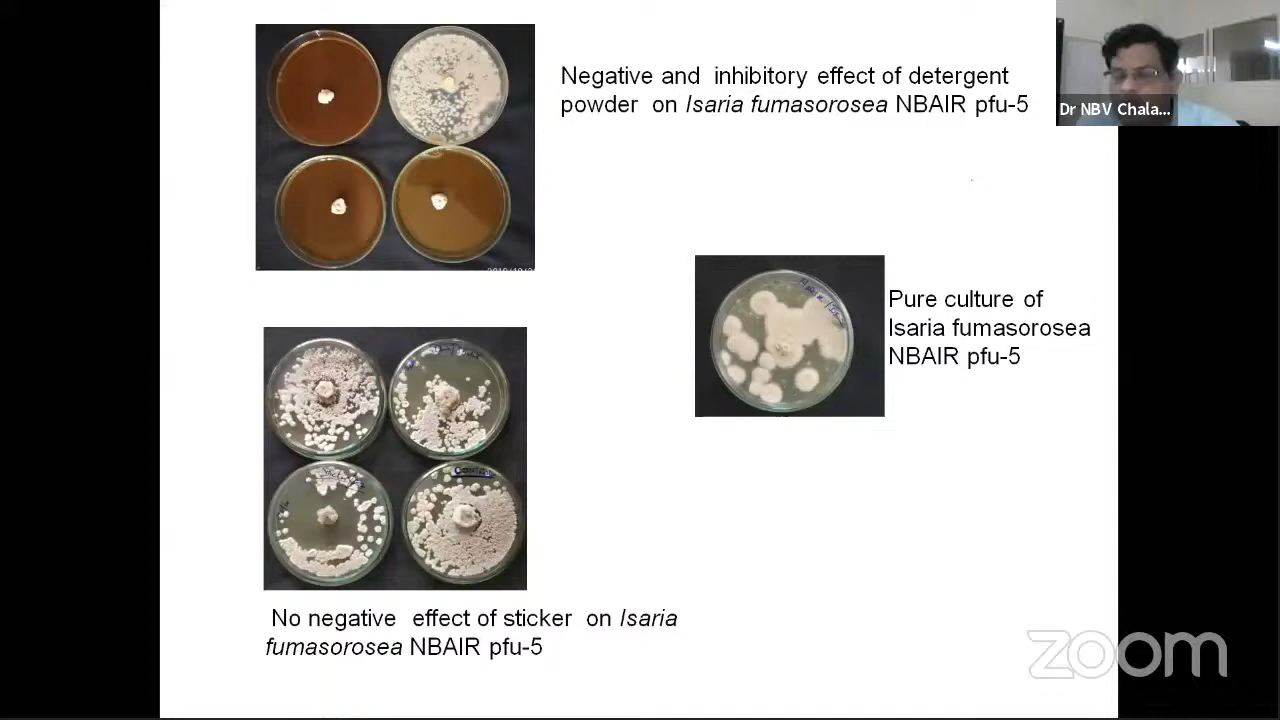 Negative and inhibitory effect of detergent
powder on Isaria fumasorosea NBAIR pfu-5
Dr NBV Chala...
Pure culture of
Isaria fumasorosea
NBAIR pfu-5
CONTROL
No negative effect of sticker on Isaria
fumasorosea NBAIR pfu-5
zoom